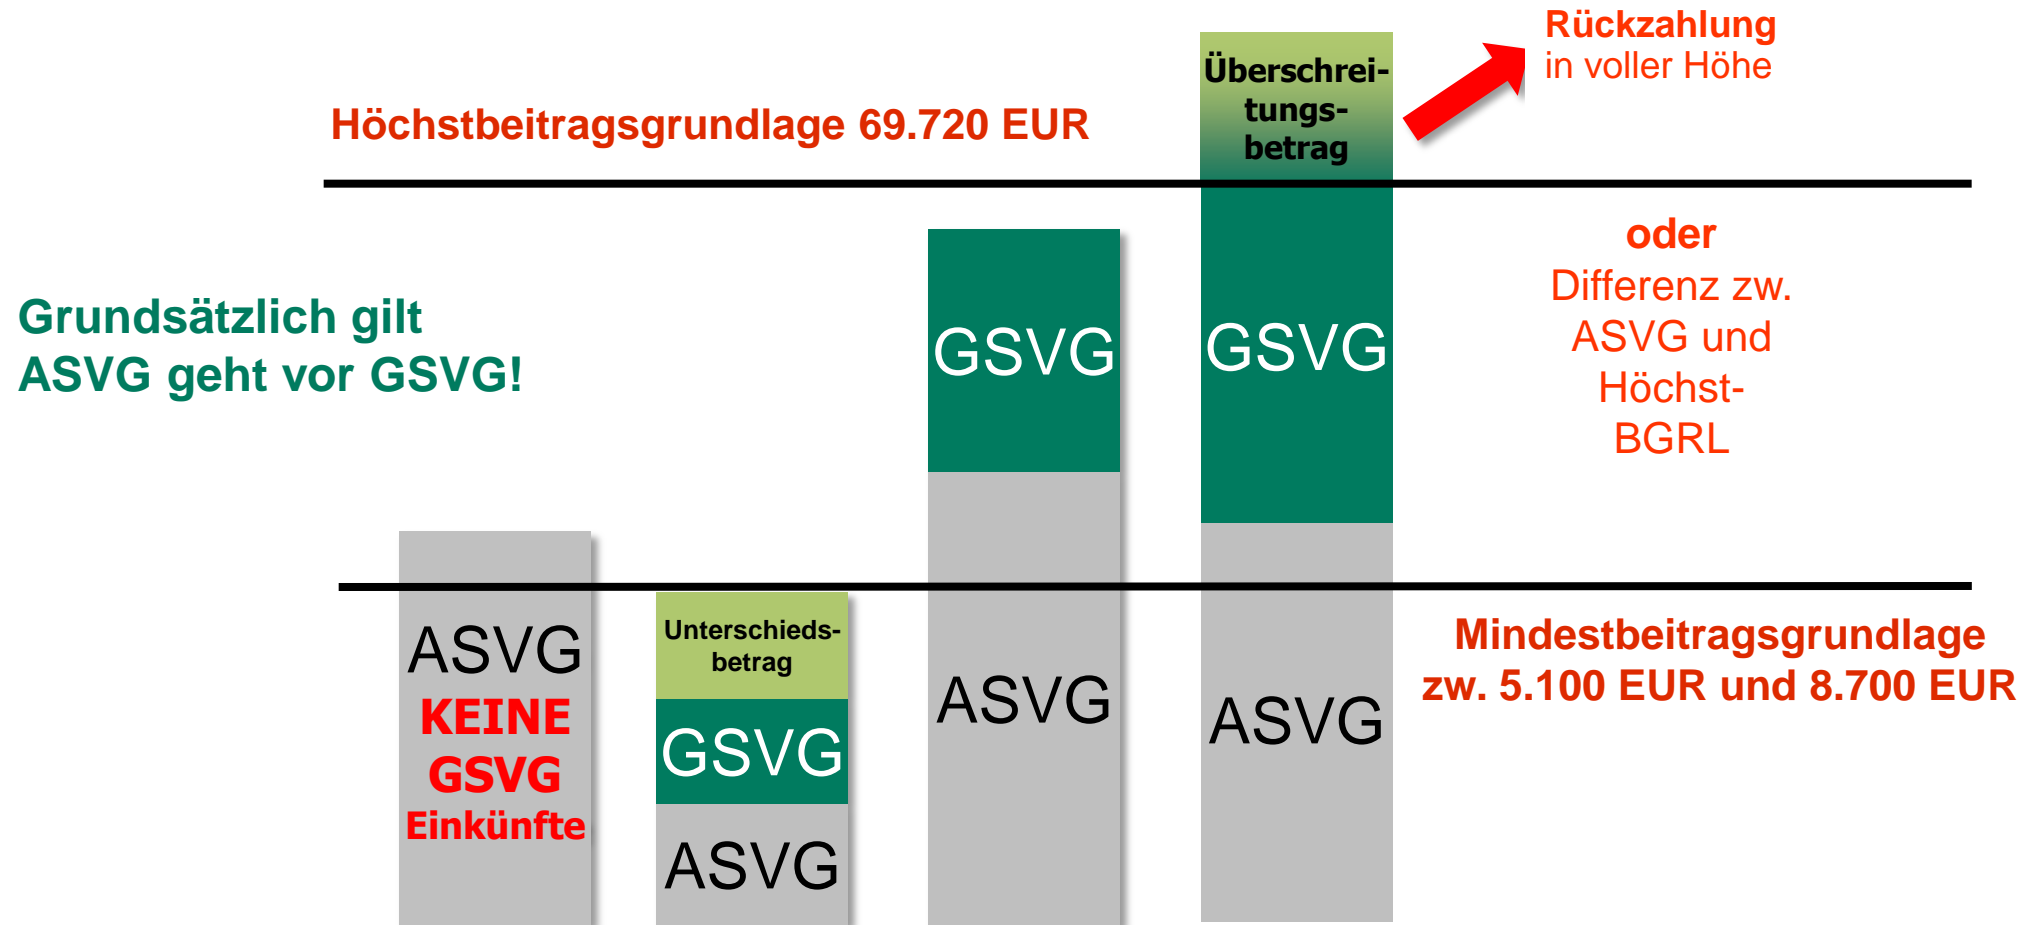 Rückzahlung
in voller Höhe
Überschrei-
tungs-
betrag
Höchstbeitragsgrundlage 69.720 EUR
oder
Differenz zw.
ASVG und
Höchst-
BGRL
Grundsätzlich gilt
ASVG geht vor GSVG!
GSVG
GSVG
ASVG
KEINE
GSVG
Einkünfte
Unterschieds-
betrag
GSVG
ASVG
ASVG
ASVG
Mindestbeitragsgrundlage
zw. 5.100 EUR und 8.700 EUR